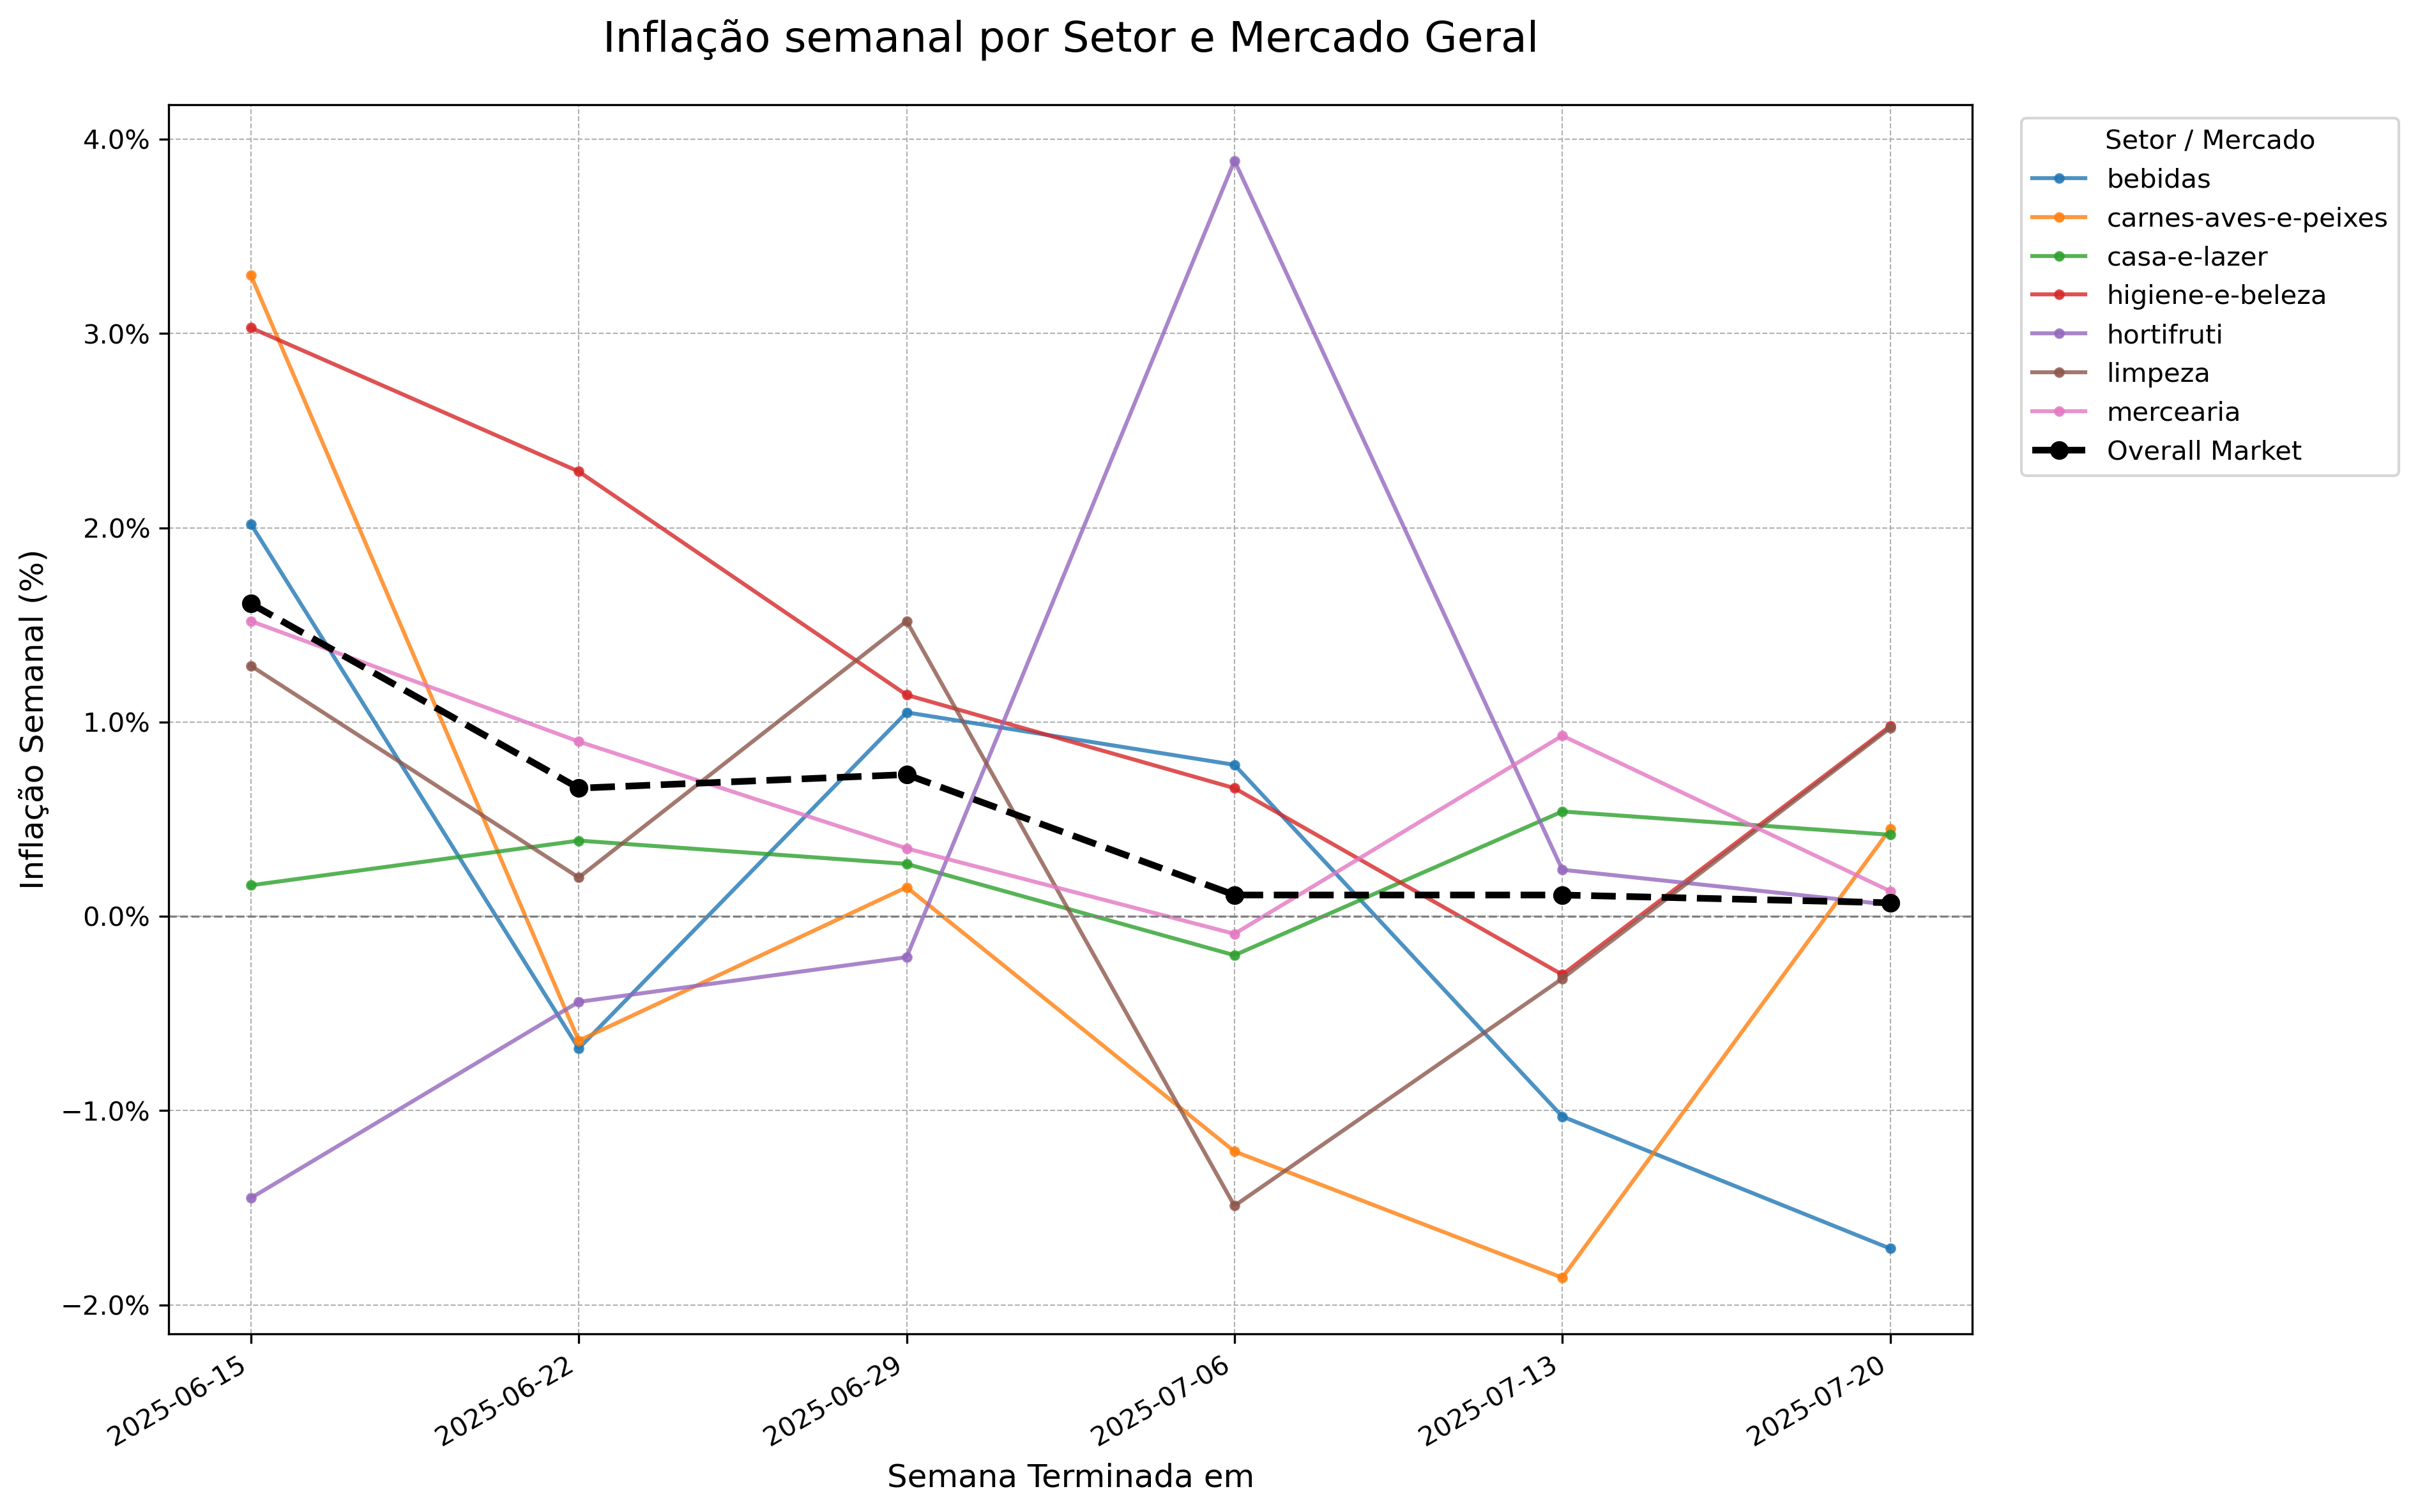 Inflação semanal por Setor e Mercado Geral
Inflação Semanal (%)
4.0%
3.0%
2.0%
1.0%
0.0%
−1.0%
−2.0%
2025-06-15
2025-06-22
2025-06-29
2025-07-06
2025-07-13
2025-07-20
Semana Terminada em
Setor / Mercado
bebidas
carnes-aves-e-peixes
casa-e-lazer
higiene-e-beleza
hortifruti
limpeza
mercearia
Overall Market